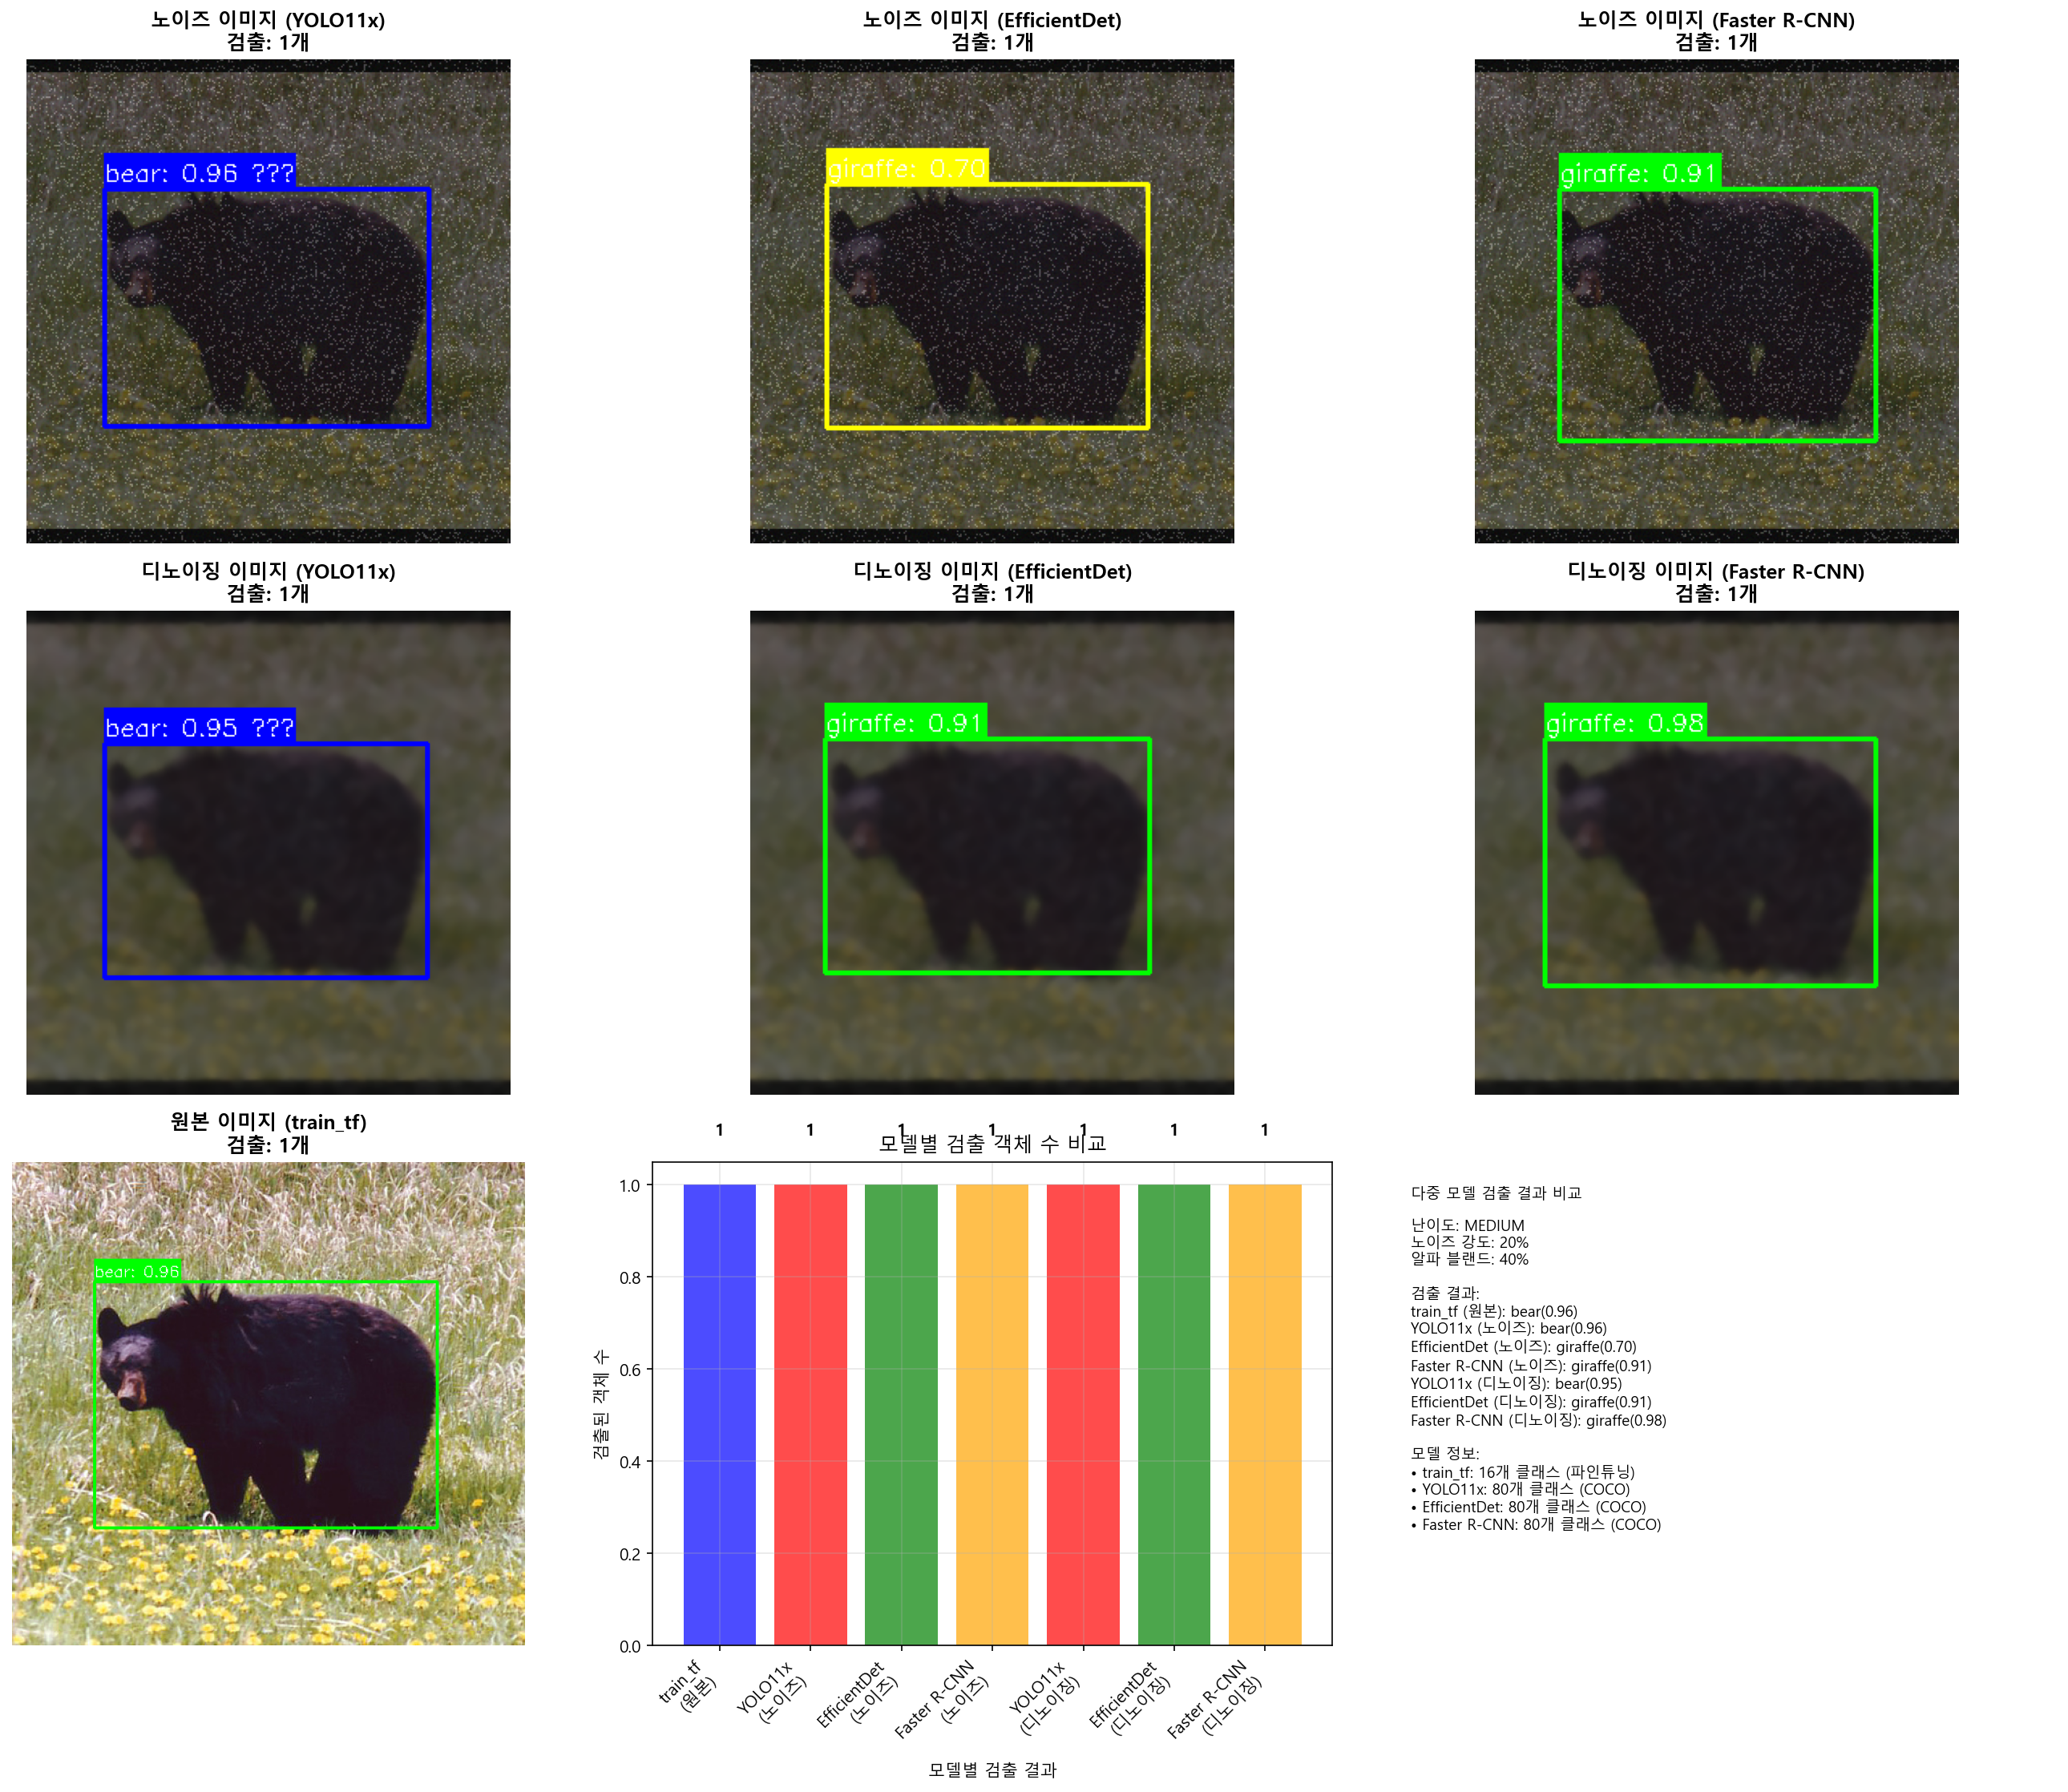 노이즈 이미지 (YOLO11x)
검출: 1개
노이즈 이미지 (EfficientDet)
검출: 1개
노이즈 이미지 (Faster R-CNN)
검출: 1개
bear: 0.96 ???
giraffe: 0.70
giraffe: 0.91
디노이징 이미지 (YOLO11x)
검출: 1개
디노이징 이미지 (EfficientDet)
검출: 1개
디노이징 이미지 (Faster R-CNN)
검출: 1개
bear: 0.95 ???
giraffe: 0.91
giraffe: 0.98
원본 이미지 (train_tf)
검출: 1개
bear: 0.96
1 1 1 1 1 1 1
모델별 검출 객체 수 비교
검출된 객체 수
1.0
0.8
0.6
0.4
0.2
0.0
train_tf
(원본)
YOLO11x
(노이즈)
EfficientDet
(노이즈)
Faster R-CNN
(노이즈)
YOLO11x
(디노이징)
EfficientDet
(디노이징)
Faster R-CNN
(디노이징)
모델별 검출 결과
다중 모델 검출 결과 비교
난이도: MEDIUM
노이즈 강도: 20%
알파 블랜드: 40%
검출 결과:
train_tf (원본): bear(0.96)
YOLO11x (노이즈): bear(0.96)
EfficientDet (노이즈): giraffe(0.70)
Faster R-CNN (노이즈): giraffe(0.91)
YOLO11x (디노이징): bear(0.95)
EfficientDet (디노이징): giraffe(0.91)
Faster R-CNN (디노이징): giraffe(0.98)
모델 정보:
• train_tf: 16개 클래스 (파인튜닝)
• YOLO11x: 80개 클래스 (COCO)
• EfficientDet: 80개 클래스 (COCO)
• Faster R-CNN: 80개 클래스 (COCO)